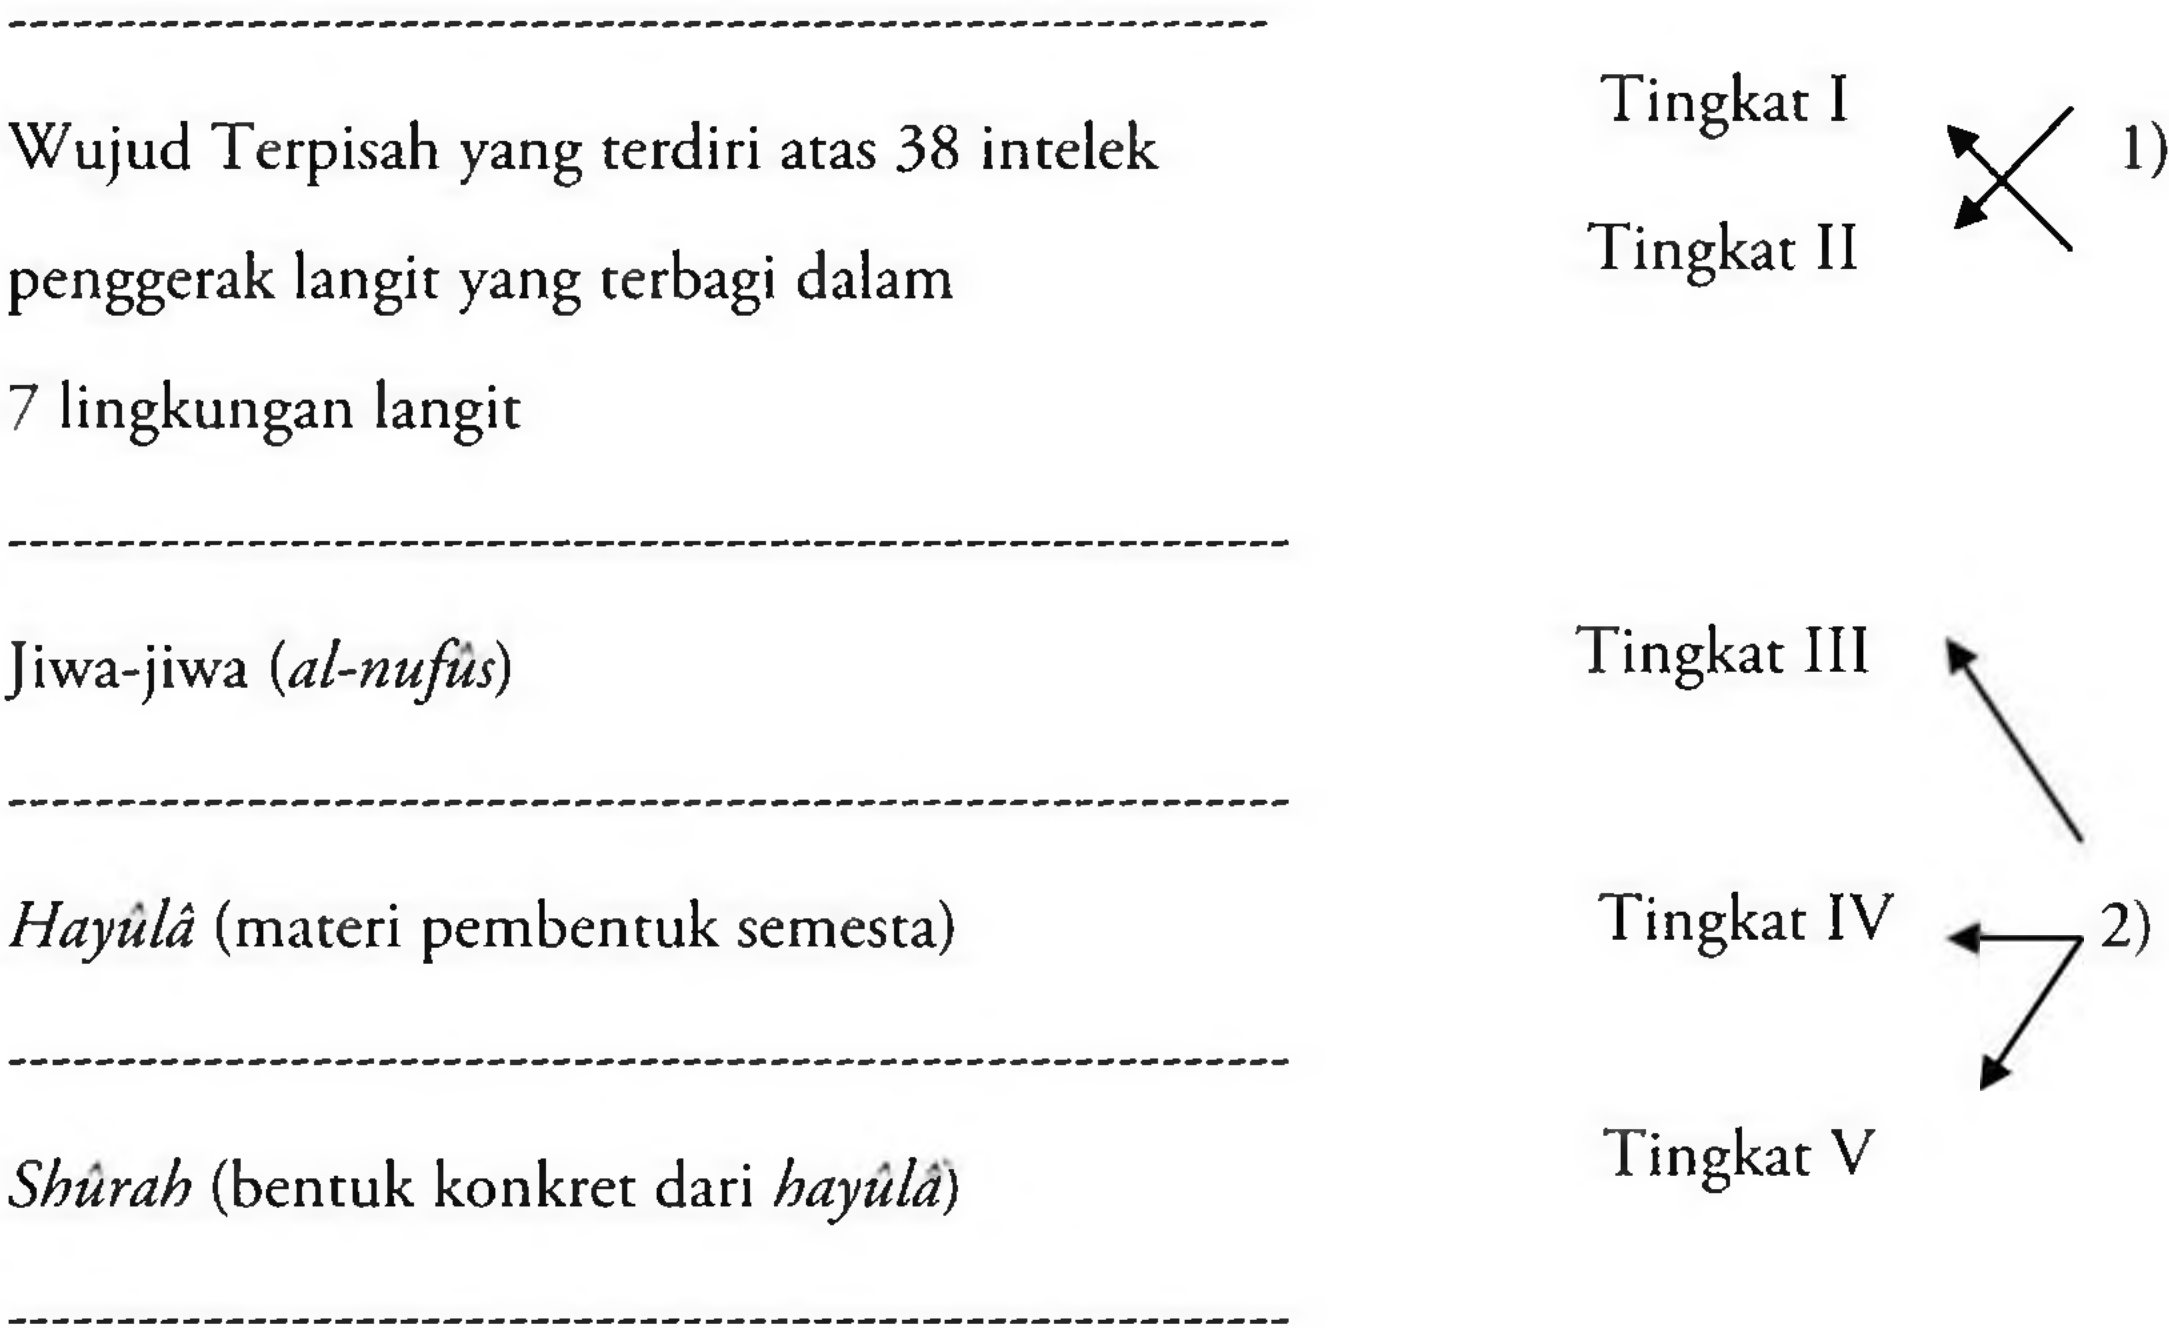 Tingkat I
Wujud Terpisah yang terdiri atas 38 intelek
1)
Tingkat II
penggerak langit yang terbagi dalam
7 lingkungan langit
Jiwa-jiwa (al-nufûs)
Tingkat III
Hayûlâ (materi pembentuk semesta)
Tingkat IV
2)
Shûrah (bentuk konkret dari hayûlâ)
Tingkat V